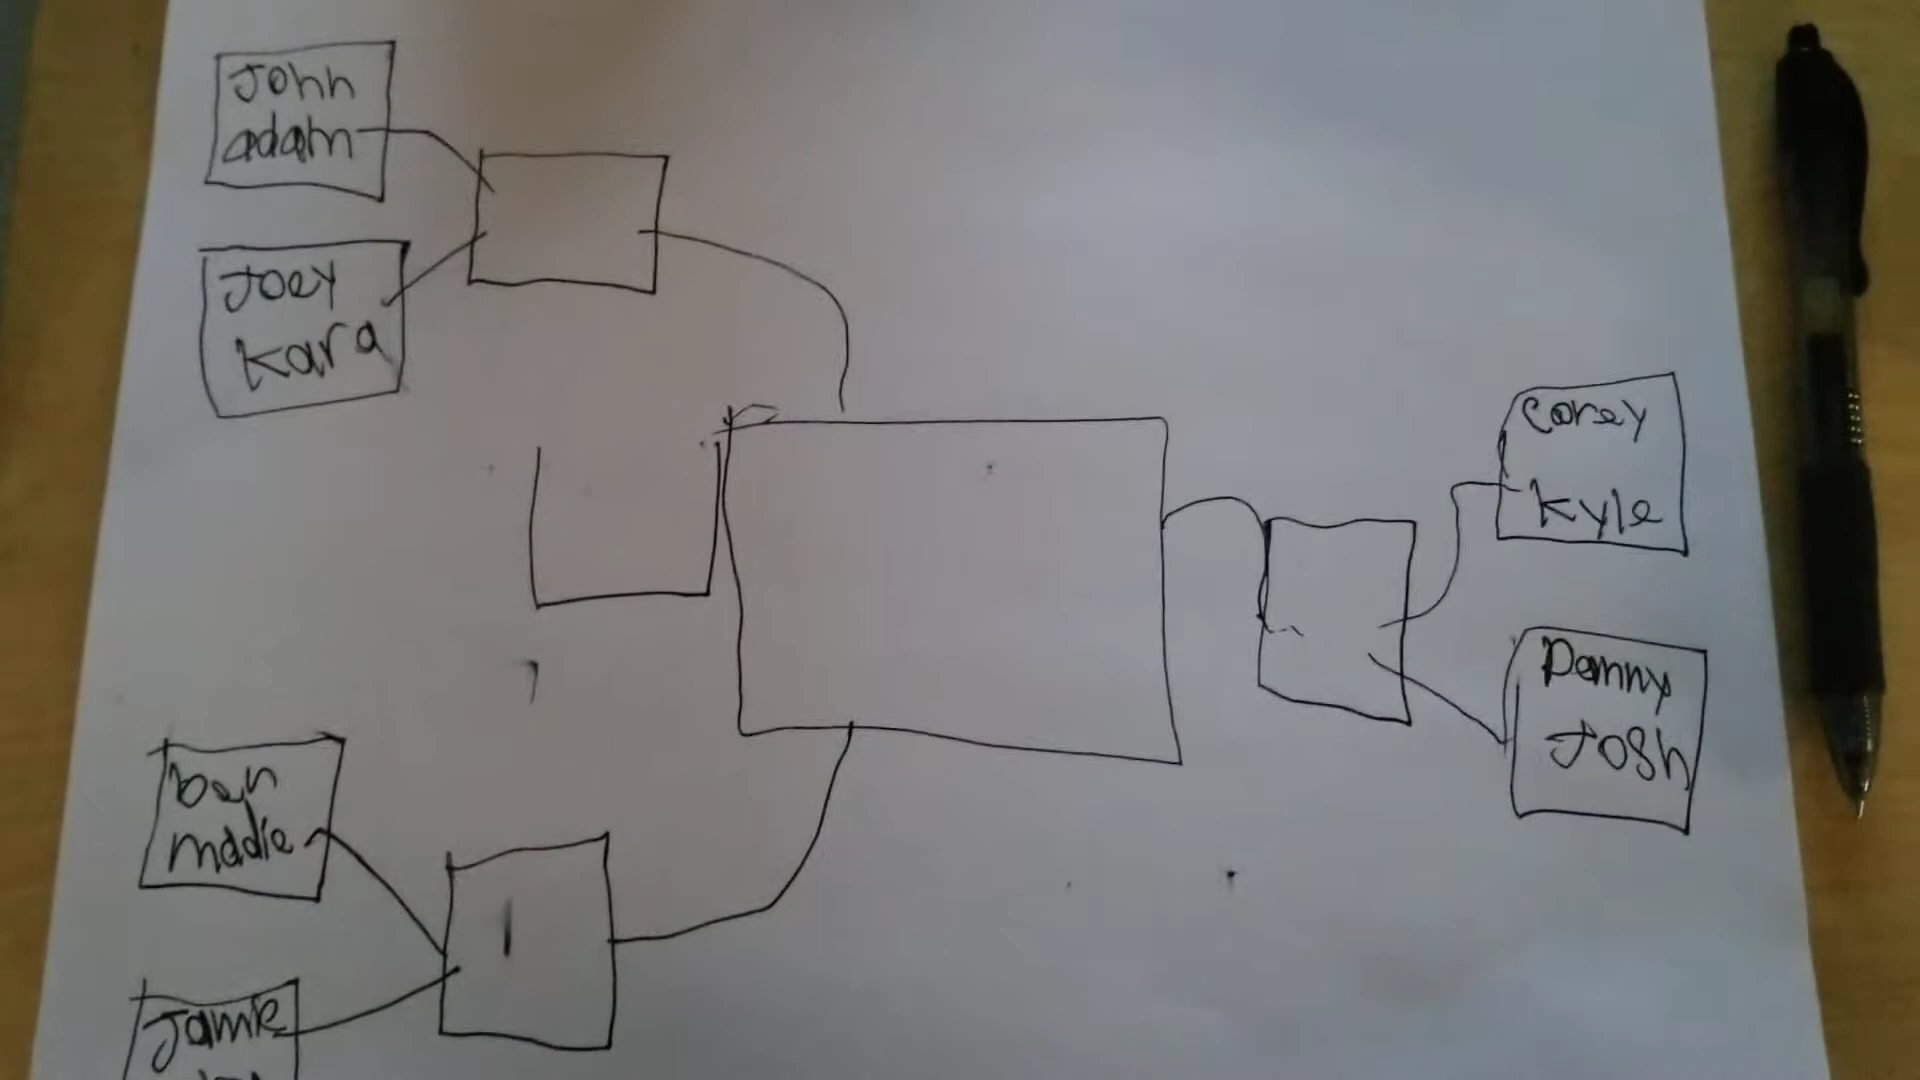 John
adam
Joey
Kara
Corey
Kyle
Danny
Josh
ben
madie
Jamie